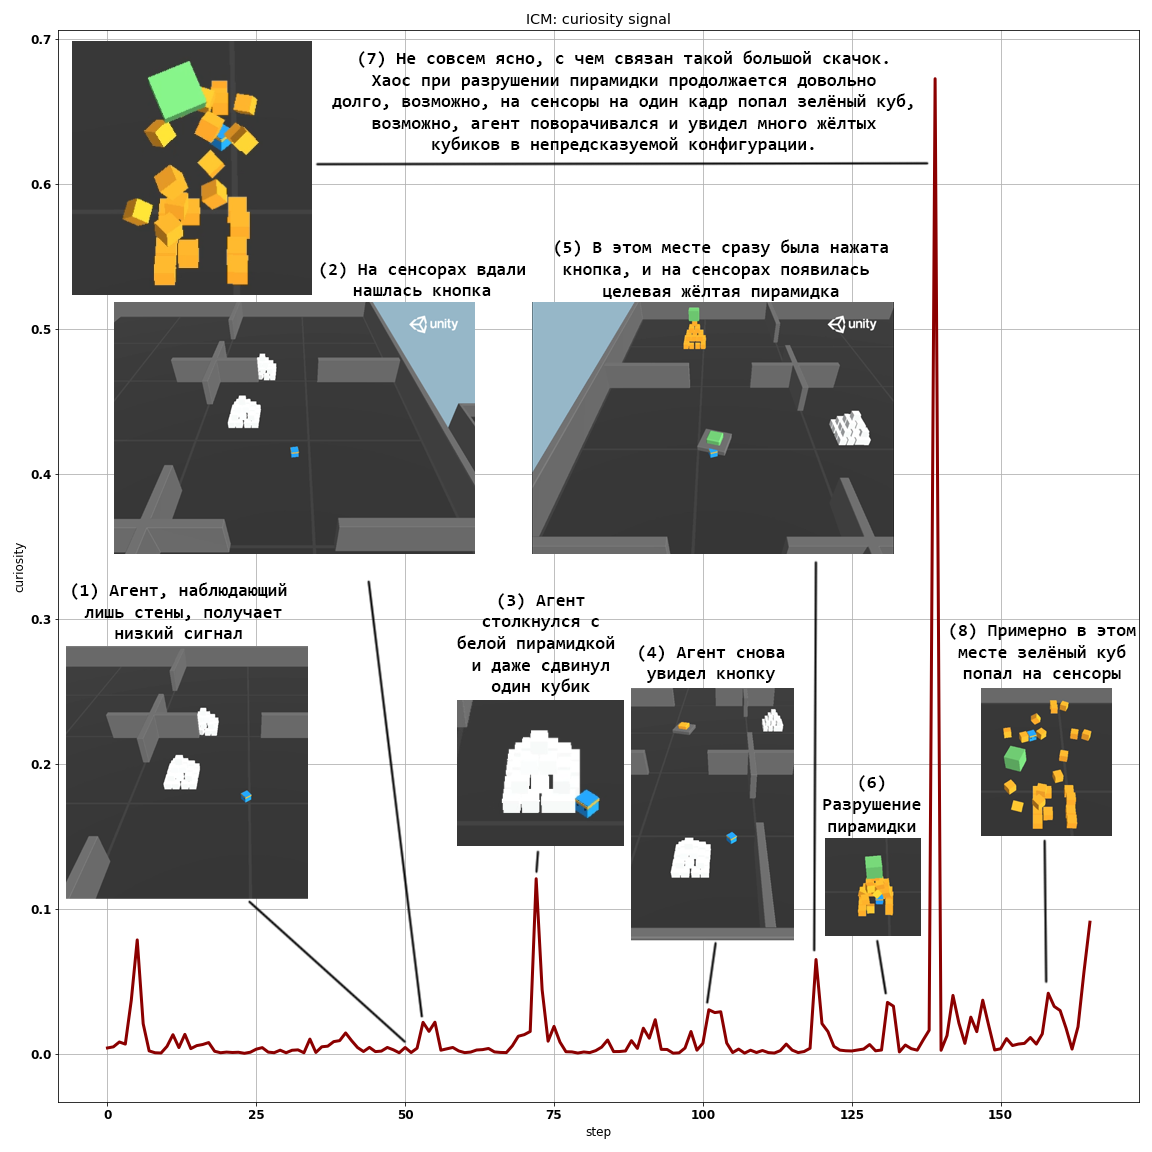 ICM: curiosity signal
(7) Не совсем ясно, с чем связан такой большой скачок.
Хаос при разрушении пирамидки продолжается довольно
долго, возможно, на сенсоры на один кадр попал зелёный куб,
возможно, агент поворачивался и увидел много жёлтых
кубиков в непредсказуемой конфигурации.
(2) На сенсорах вдали
нашлась кнопка
unity
(5) В этом месте сразу была нажата
кнопка, и на сенсорах появилась
целевая жёлтая пирамидка
unity
(1) Агент, наблюдающий
лишь стены, получает
низкий сигнал
(3) Агент
столкнулся с
белой пирамидкой
и даже сдвинул
один кубик
(4) Агент снова
увидел кнопку
(6)
Разрушение
пирамидки
(8) Примерно в этом
месте зелёный куб
попал на сенсоры
curiosity
0.7
0.6
0.5
0.4
0.3
0.2
0.1
0.0
0 25 50 75 100 125 150
step